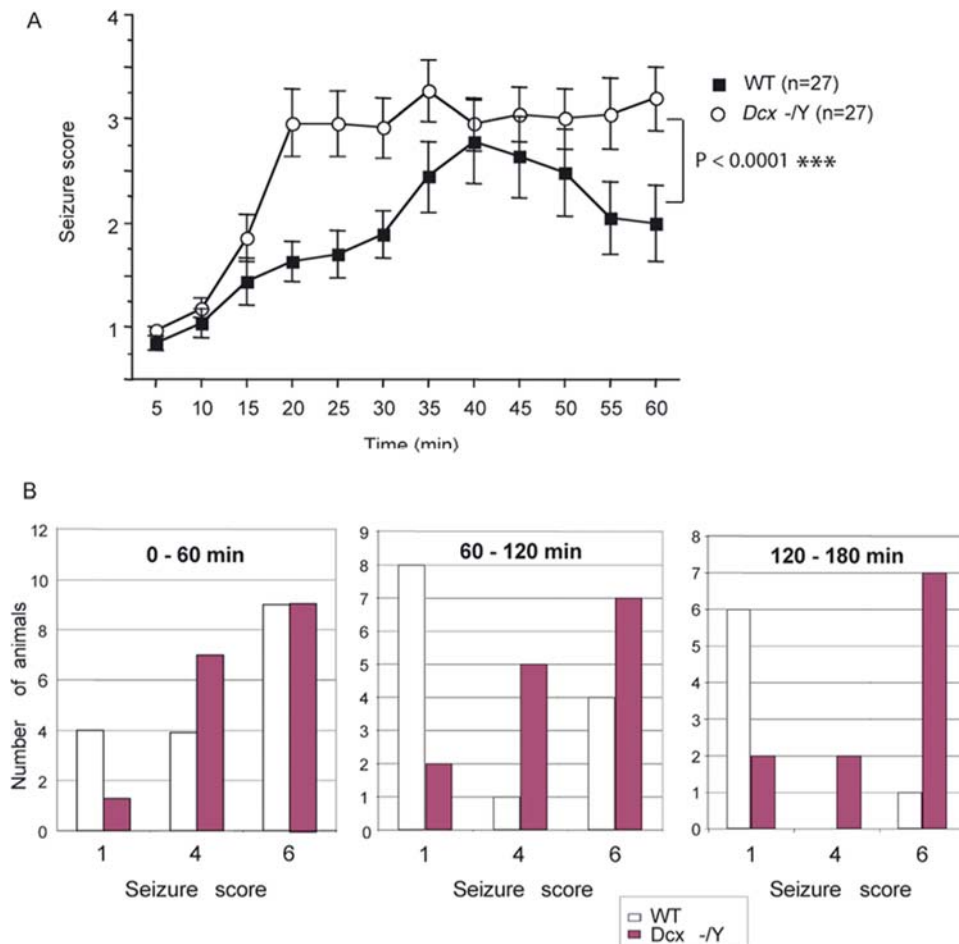 A
4
3
2
1
Seizure score
5 10 15 20 25 30 35 40 45 50 55 60
Time (min)
WT (n=27)
Dcx -/Y (n=27)
P < 0.0001 ***
B
12
10
8
6
4
2
0
Number of animals
0 - 60 min
1 4 6
Seizure score
9
8
7
6
5
4
3
2
1
0
60 - 120 min
1 4 6
Seizure score
8
7
6
5
4
3
2
1
0
120 - 180 min
1 4 6
Seizure score
WT
Dcx -/Y